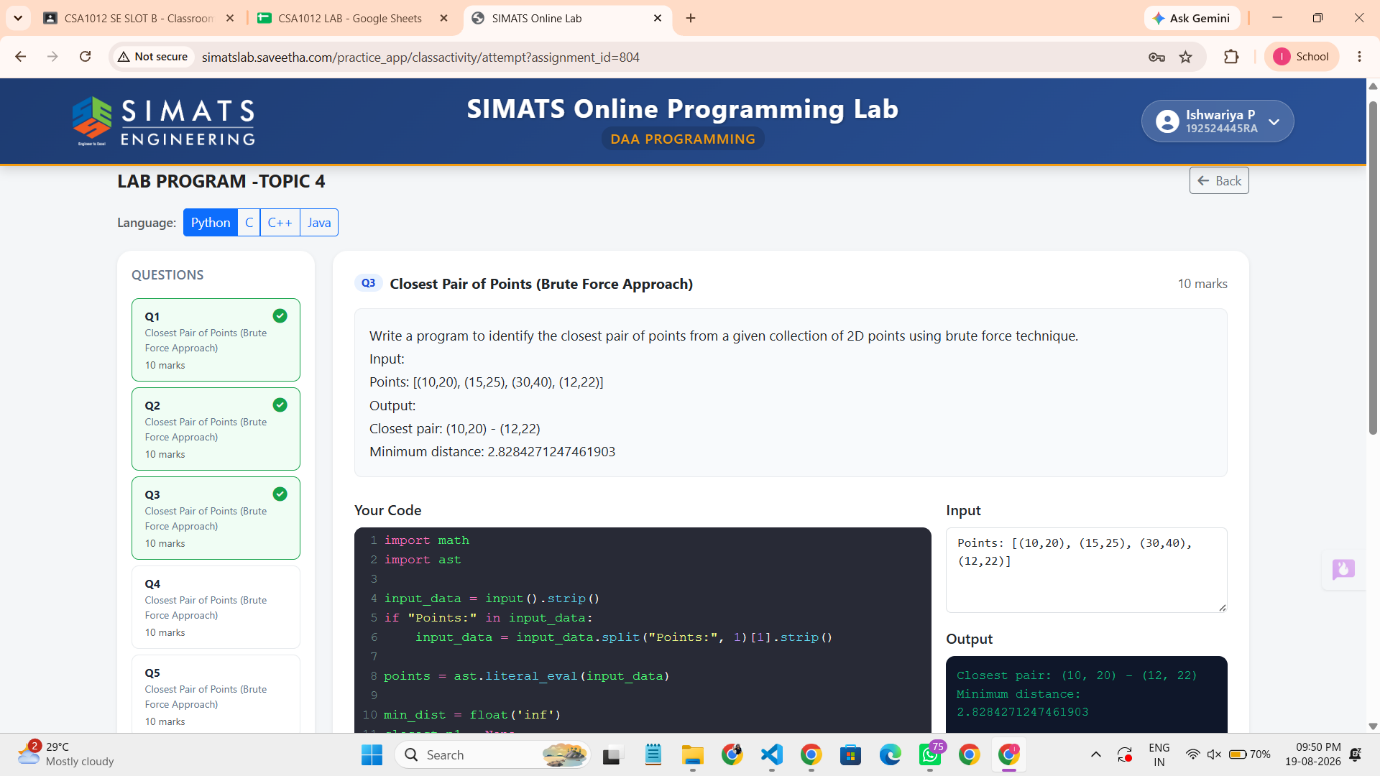 CSA1012 SE SLOT B - Classroom
CSA1012 LAB - Google Sheets
SIMATS Online Lab
Ask Gemini
Not secure
simatslab.saveetha.com/practice_app/classactivity/attempt?assignment_id=804
School
SIMATS
ENGINEERING
SIMATS Online Programming Lab
DAA PROGRAMMING
Ishwariya P
192524445RA
LAB PROGRAM -TOPIC 4
Back
Language: Python C C++ Java
QUESTIONS
Q1
Closest Pair of Points (Brute
Force Approach)
10 marks
Q2
Closest Pair of Points (Brute
Force Approach)
10 marks
Q3
Closest Pair of Points (Brute
Force Approach)
10 marks
Q4
Closest Pair of Points (Brute
Force Approach)
10 marks
Q5
Closest Pair of Points (Brute
Force Approach)
10 marks
Q3 Closest Pair of Points (Brute Force Approach) 10 marks
Write a program to identify the closest pair of points from a given collection of 2D points using brute force technique.
Input:
Points: [(10,20), (15,25), (30,40), (12,22)]
Output:
Closest pair: (10,20) - (12,22)
Minimum distance: 2.8284271247461903
Your Code
1 import math
2 import ast
3
4 input_data = input().strip()
5 if "Points:" in input_data:
6 input_data = input_data.split("Points:", 1)[1].strip()
7
8 points = ast.literal_eval(input_data)
9
10 min_dist = float('inf')
Input
Points: [(10,20), (15,25), (30,40),
(12,22)]
Output
Closest pair: (10, 20) - (12, 22)
Minimum distance:
2.8284271247461903
2
29°C
Mostly cloudy
Search
75
ENG
IN
70%
09:50 PM
19-08-2026